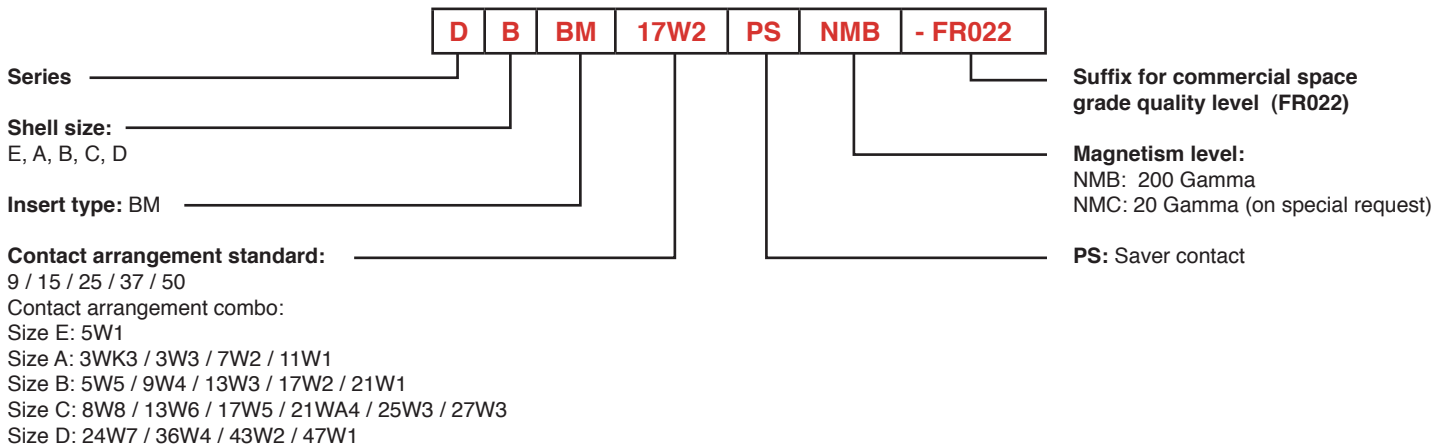 D B BM 17W2 PS NMB - FR022
Series
Shell size:
E, A, B, C, D
Insert type: BM
Contact arrangement standard:
9 / 15 / 25 / 37 / 50
Contact arrangement combo:
Size E: 5W1
Size A: 3WK3 / 3W3 / 7W2 / 11W1
Size B: 5W5 / 9W4 / 13W3 / 17W2 / 21W1
Size C: 8W8 / 13W6 / 17W5 / 21WA4 / 25W3 / 27W3
Size D: 24W7 / 36W4 / 43W2 / 47W1
Suffix for commercial space
grade quality level (FR022)
Magnetism level:
NMB: 200 Gamma
NMC: 20 Gamma (on special request)
PS: Saver contact